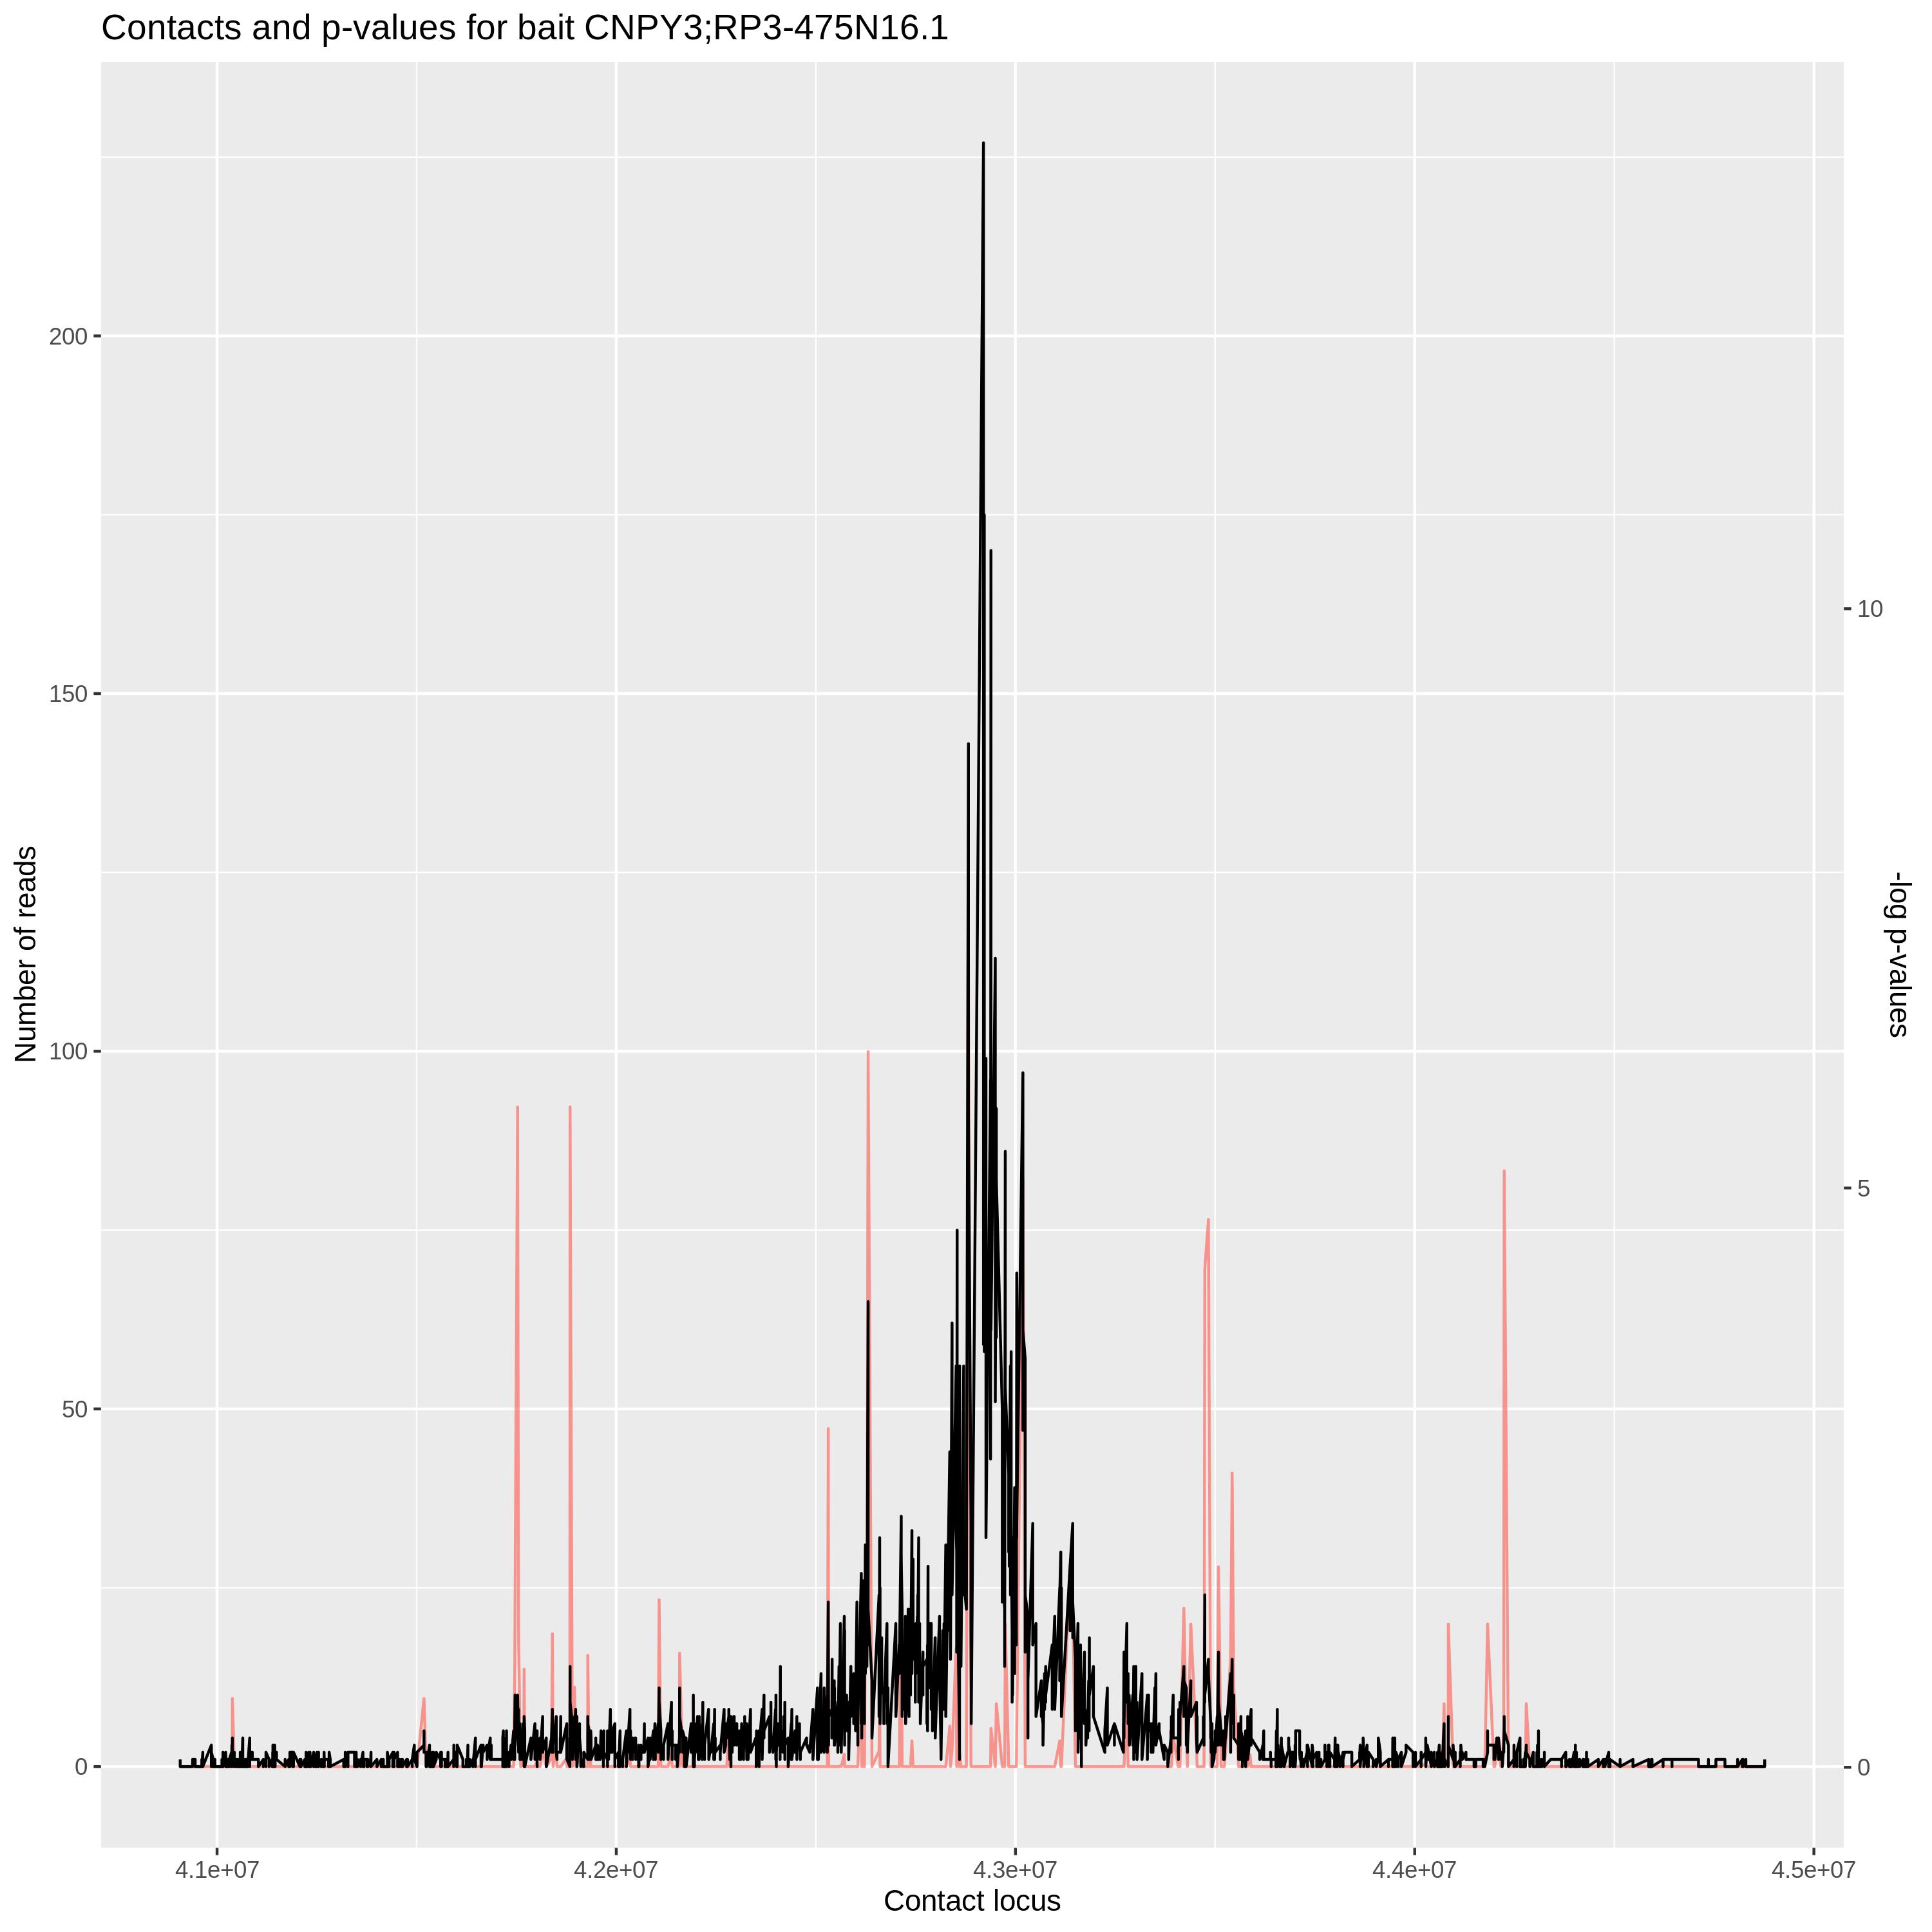 Contacts and p-values for bait CNPY3;RP3-475N16.1
Number of reads
200
150
100
50
0
10
5
0
-log p-values
4.1e+07
4.2e+07
4.3e+07
4.4e+07
4.5e+07
Contact locus